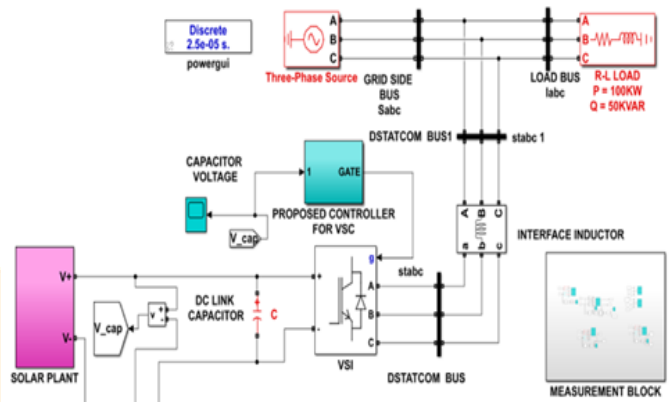 Discrete
2.5e-05 s.
powergui
A
B
C
Three-Phase Source
GRID SIDE
BUS
Sabc
LOAD BUS
Iabc
A
B
C
R-L LOAD
P = 100KW
Q = 50KVAR
DSTATCOM BUS1
stabc 1
CAPACITOR
VOLTAGE
1
GATE
V_cap
PROPOSED CONTROLLER
FOR VSC
A
B
C
a
b
c
INTERFACE INDUCTOR
V+
V-
SOLAR PLANT
V_cap
v
+
-
DC LINK
CAPACITOR
+
C
+
-
g
A
B
C
VSI
stabc
DSTATCOM BUS
MEASUREMENT BLOCK